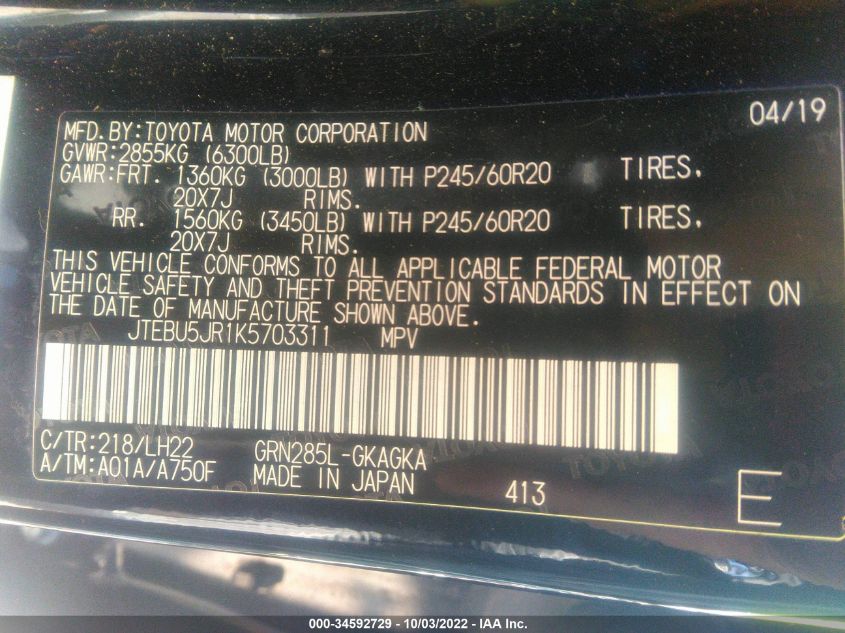 04/19
MFD.BY:TOYOTA MOTOR CORPORATION
GVWR:2855KG (6300LB)
GAWR:FRT. 1360KG (3000LB) WITH P245/60R20 TIRES,
20X7J RIMS.
RR. 1560KG (3450LB) WITH P245/60R20 TIRES,
20X7J RIMS.
THIS VEHICLE CONFORMS TO ALL APPLICABLE FEDERAL MOTOR
VEHICLE SAFETY AND THEFT PREVENTION STANDARDS IN EFFECT ON
THE DATE OF MANUFACTURE SHOWN ABOVE.
JTEBU5JR1K5703311 MPV
C/TR:218/LH22 GRN285L-GKAGKA
A/TM:A01A/A750F MADE IN JAPAN 413 E
000-34592729 - 10/03/2022 - IAA Inc.